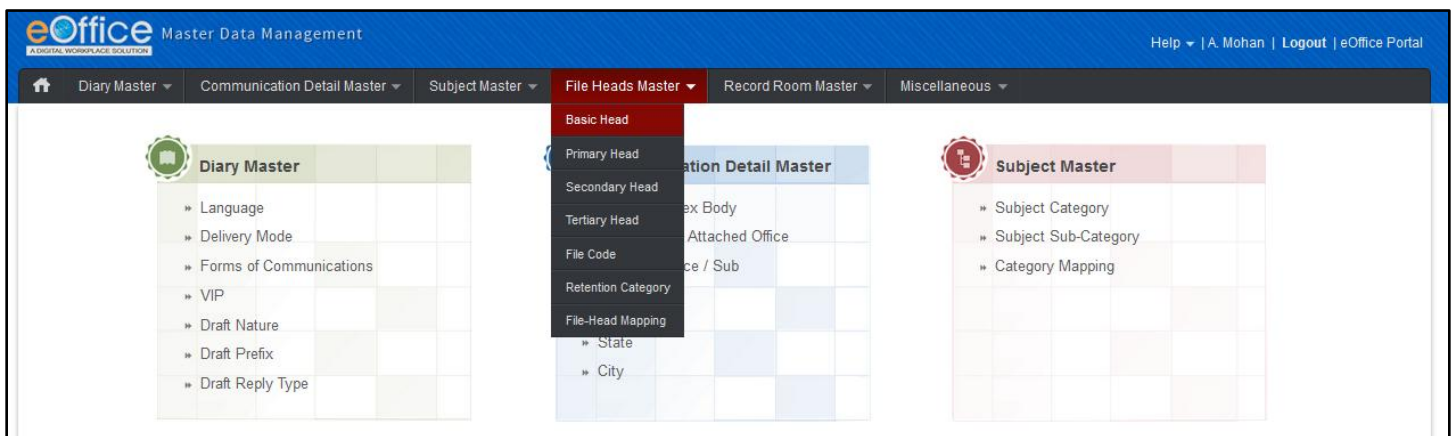 eOffice Master Data Management
A DIGITAL WORKPLACE SOLUTION
Help | A. Mohan | Logout | eOffice Portal
Diary Master Communication Detail Master Subject Master File Heads Master Record Room Master Miscellaneous
Basic Head
Primary Head
Secondary Head
Tertiary Head
File Code
Retention Category
File-Head Mapping
Diary Master
» Language
» Delivery Mode
» Forms of Communications
» VIP
» Draft Nature
» Draft Prefix
» Draft Reply Type
Detail Master
Body
Attached Office
/ Sub
» State
» City
Subject Master
» Subject Category
» Subject Sub-Category
» Category Mapping